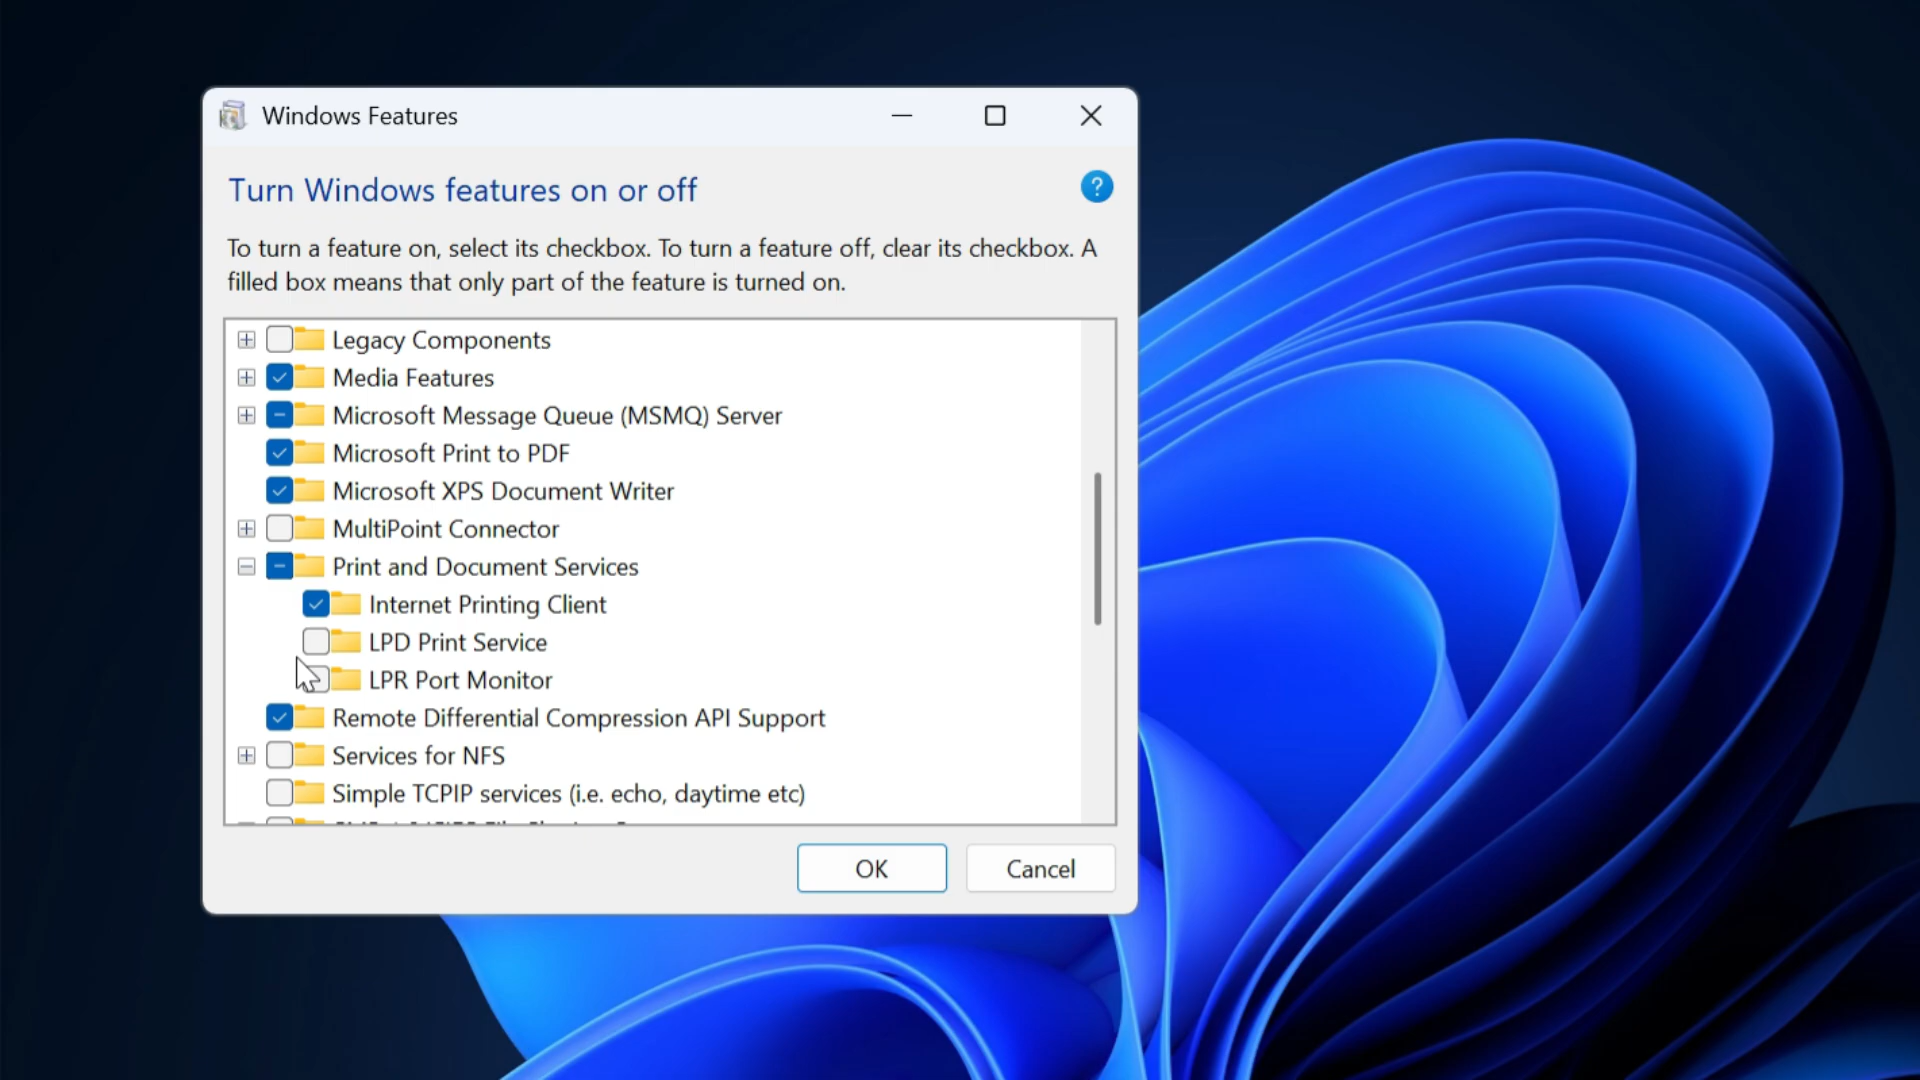 Windows Features
Turn Windows features on or off
?
To turn a feature on, select its checkbox. To turn a feature off, clear its checkbox. A
filled box means that only part of the feature is turned on.
Legacy Components
Media Features
Microsoft Message Queue (MSMQ) Server
Microsoft Print to PDF
Microsoft XPS Document Writer
MultiPoint Connector
Print and Document Services
Internet Printing Client
LPD Print Service
LPR Port Monitor
Remote Differential Compression API Support
Services for NFS
Simple TCPIP services (i.e. echo, daytime etc)
OK
Cancel